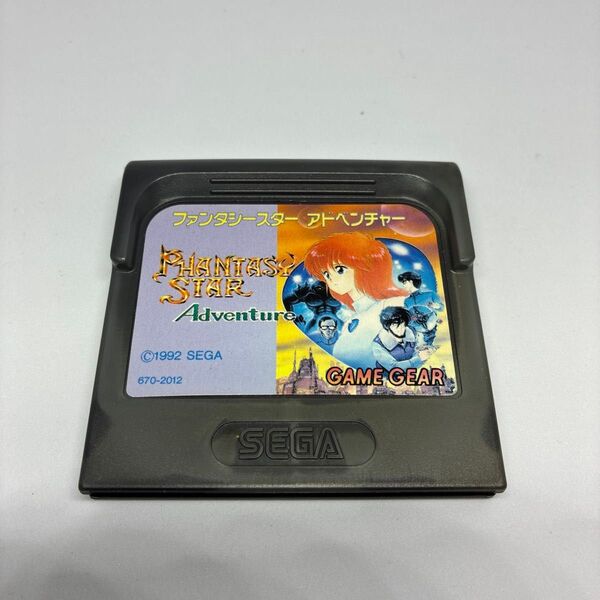 ファンタシースター アドベンチャー
PHANTASY
STAR
Adventure
©1992 SEGA
670-2012
GAME GEAR
SEGA